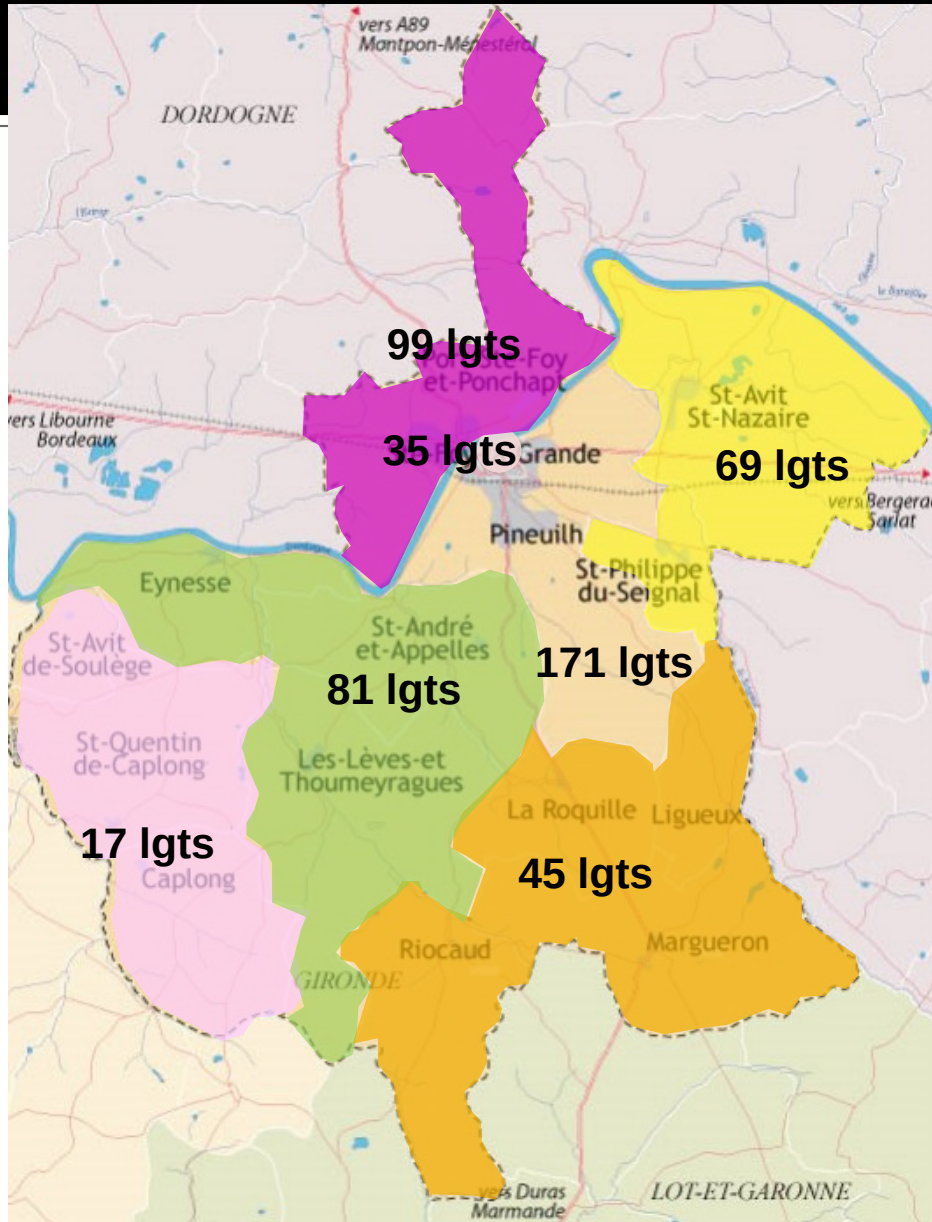 vers A89
Montpon-Ménestérol
DORDOGNE
99 lgts
Port-Ste-Foy
et-Ponchapt
St-Avit
St-Nazaire
vers Libourne
Bordeaux
35 lgts
Grande
69 lgts
vers Bergerac
Sarlat
Pineuilh
Dordogne
Eynesse
St-Philippe
du-Seignal
St-André
et-Appelles
St-Avit
de-Soulège
171 lgts
81 lgts
St-Quentin
de-Caplong
Les-Lèves-et
Thoumeyragues
La Roquille
Ligueux
17 lgts
Caplong
45 lgts
Riocaud
Margueron
GIRONDE
vers Duras
Marmande
LOT-ET-GARONNE